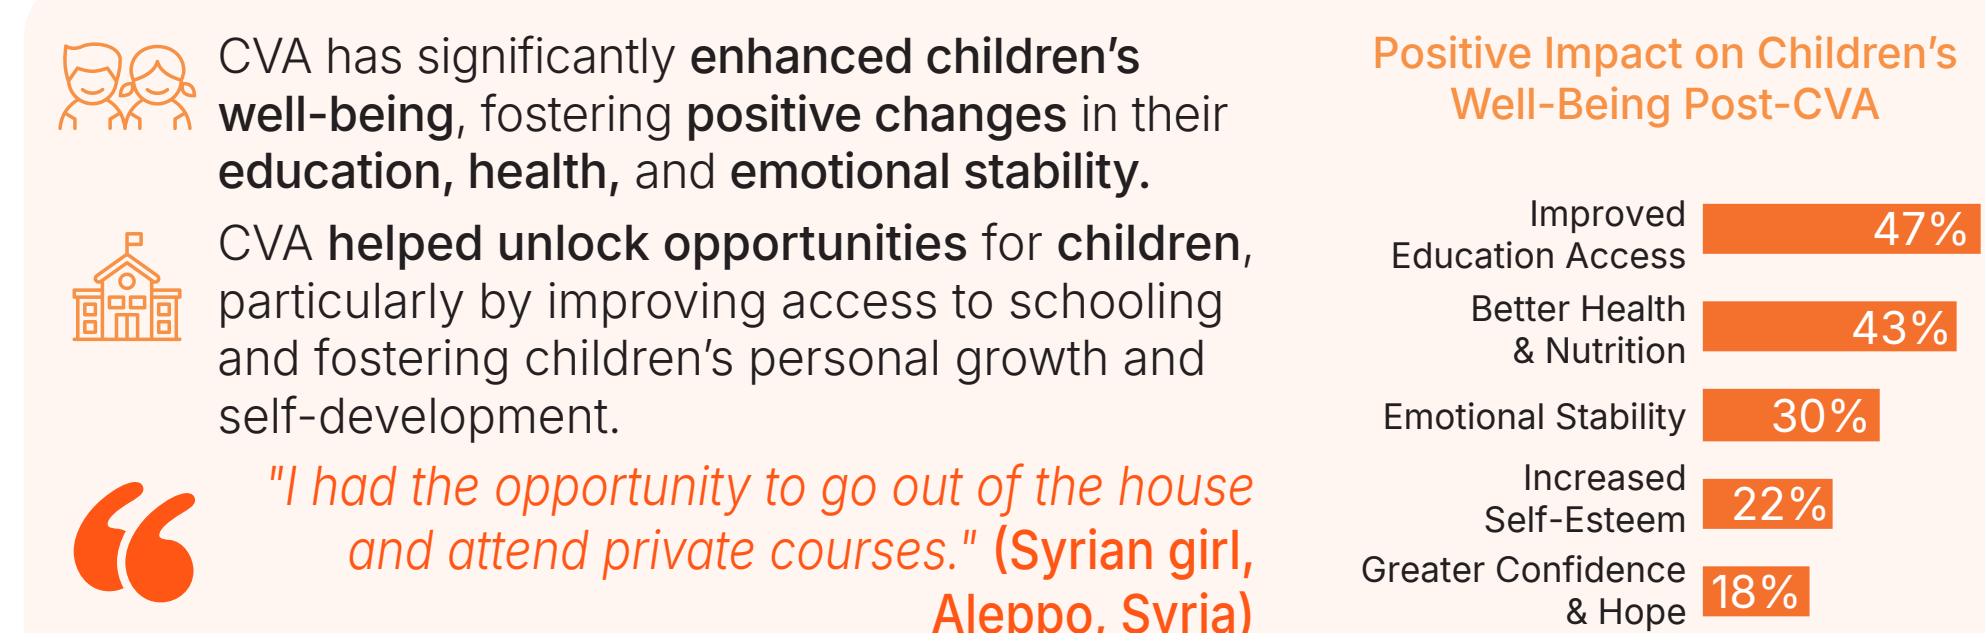 CVA has significantly enhanced children’s
well-being, fostering positive changes in their
education, health, and emotional stability.
CVA helped unlock opportunities for children,
particularly by improving access to schooling
and fostering children’s personal growth and
self-development.
"I had the opportunity to go out of the house
and attend private courses." (Syrian girl,
Aleppo, Syria)
Positive Impact on Children’s
Well-Being Post-CVA
Improved
Education Access
47%
Better Health
& Nutrition
43%
Emotional Stability
30%
Increased
Self-Esteem
22%
Greater Confidence
& Hope
18%